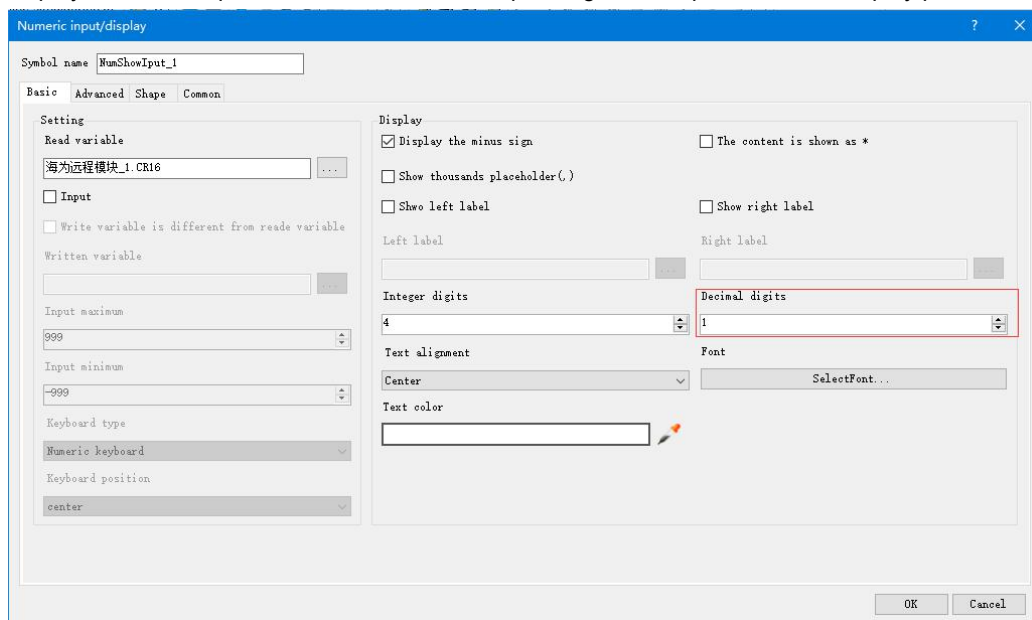 Numeric input/display
? ×
Symbol name NumShowIput_1
Basic Advanced Shape Common
Setting
Read variable
海为远程模块_1.CR16
...
Input
Write variable is different from reade variable
Written variable
...
Input maximun
999
Input minimun
-999
Keyboard type
Numeric keyboard
Keyboard position
center
Display
Display the minus sign
The content is shown as *
Show thousands placeholder(,)
Shwo left label
Show right label
Left label
Right label
...
...
Integer digits
Decimal digits
4
1
Text alignment
Font
Center
SelectFont...
Text color
OK Cancel